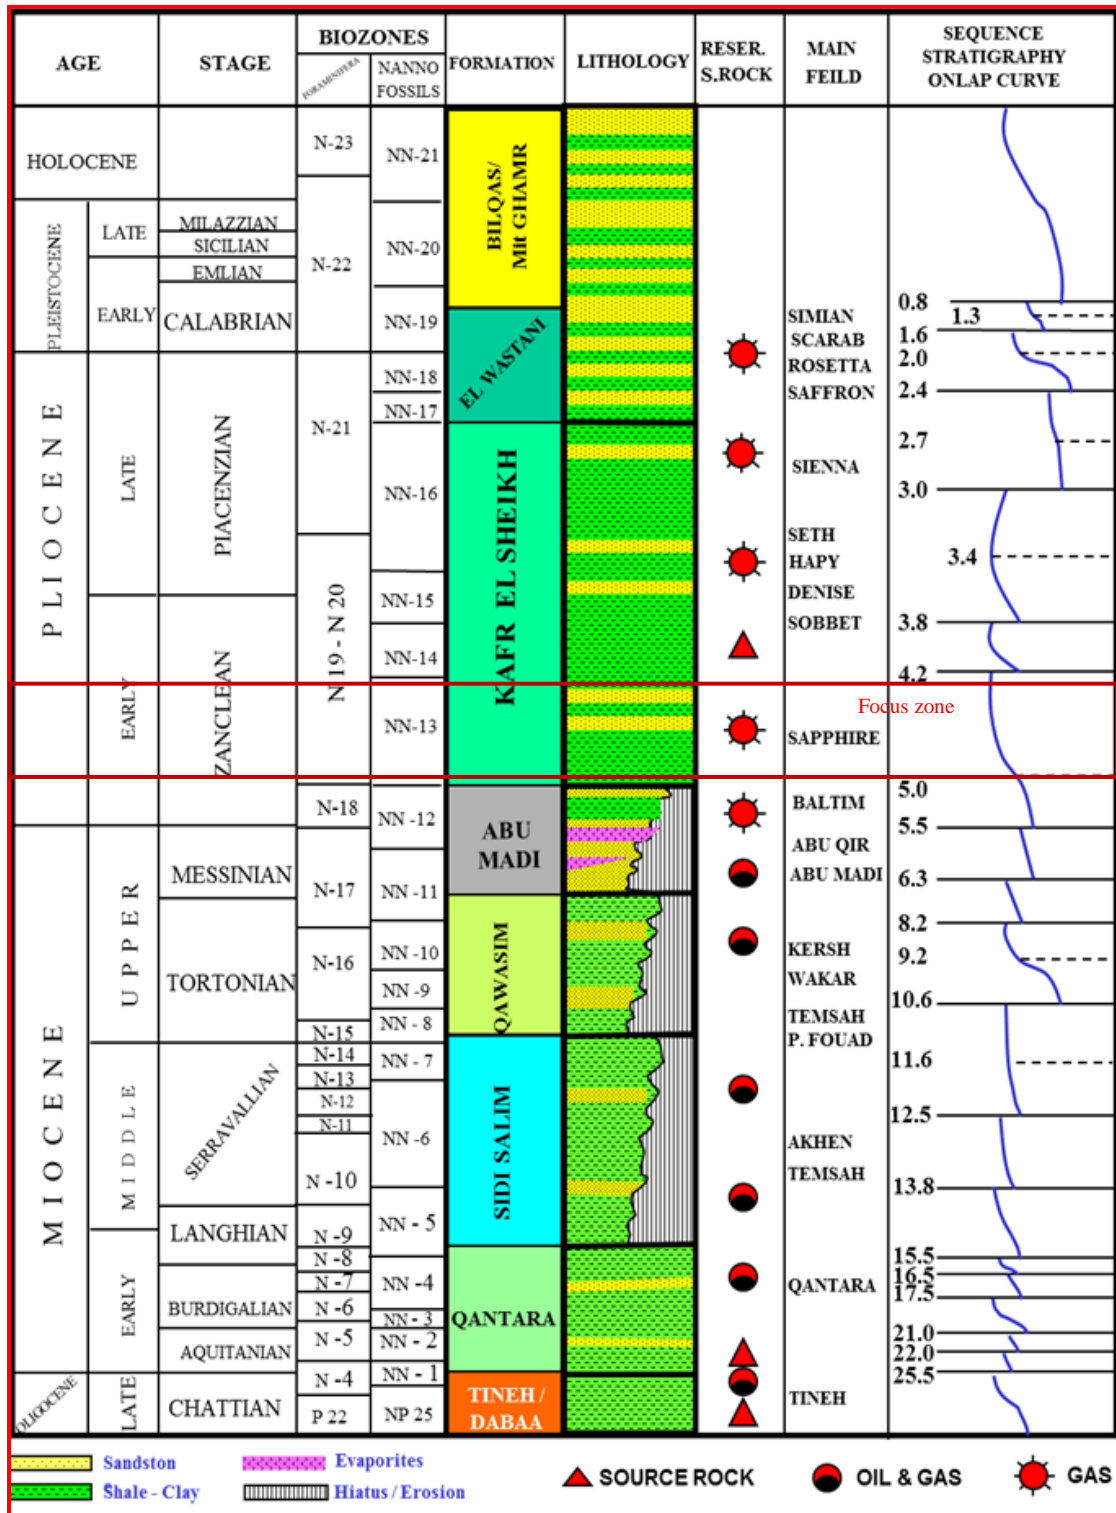 AGE
STAGE
BIOZONES
FORAMINIFERA
NANNO
FOSSILS
FORMATION
LITHOLOGY
RESER.
S.ROCK
MAIN
FEILD
SEQUENCE
STRATIGRAPHY
ONLAP CURVE
HOLOCENE
PLEISTOCENE
LATE
EARLY
PLIOCENE
LATE
EARLY
MIOCENE
UPPER
MIDDLE
EARLY
OLIGOCENE
LATE
MILAZZIAN
SICILIAN
EMLIAN
CALABRIAN
PIACENZIAN
ZANCLEAN
MESSINIAN
TORTONIAN
SERRAVALLIAN
LANGHIAN
BURDIGALIAN
AQUITANIAN
CHATTIAN
N-23
N-22
N-21
N 19 - N 20
N-18
N-17
N-16
N-15
N-14
N-13
N-12
N-11
N -10
N -9
N -8
N -7
N -6
N -5
N -4
P 22
NN-21
NN-20
NN-19
NN-18
NN-17
NN-16
NN-15
NN-14
NN-13
NN -12
NN -11
NN -10
NN -9
NN - 8
NN - 7
NN -6
NN - 5
NN -4
NN - 3
NN - 2
NN - 1
NP 25
BILQAS/
Mit GHAMR
EL WASTANI
KAFR EL SHEIKH
ABU
MADI
QAWASIM
SIDI SALIM
QANTARA
TINEH /
DABAA
SIMIAN
SCARAB
ROSETTA
SAFFRON
SIENNA
SETH
HAPY
DENISE
SOBBET
SAPPHIRE
BALTIM
ABU QIR
ABU MADI
KERSH
WAKAR
TEMSAH
P. FOUAD
AKHEN
TEMSAH
QANTARA
TINEH
0.8
1.3
1.6
2.0
2.4
2.7
3.0
3.4
3.8
4.2
Focus zone
5.0
5.5
6.3
8.2
9.2
10.6
11.6
12.5
13.8
15.5
16.5
17.5
21.0
22.0
25.5
Sandston
Evaporites
Shale - Clay
Hiatus / Erosion
SOURCE ROCK
OIL & GAS
GAS